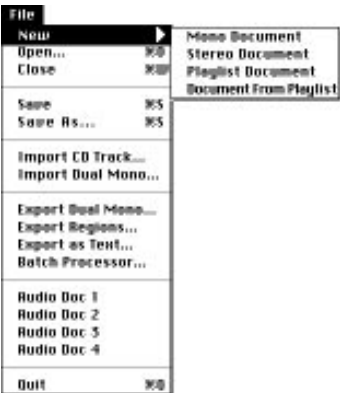 File
New
Open... ⌘O
Close ⌘W
Save ⌘S
Save As... ⌘S
Import CD Track...
Import Dual Mono...
Export Dual Mono...
Export Regions...
Export as Text...
Batch Processor...
Audio Doc 1
Audio Doc 2
Audio Doc 3
Audio Doc 4
Quit ⌘Q
Mono Document
Stereo Document
Playlist Document
Document From Playlist